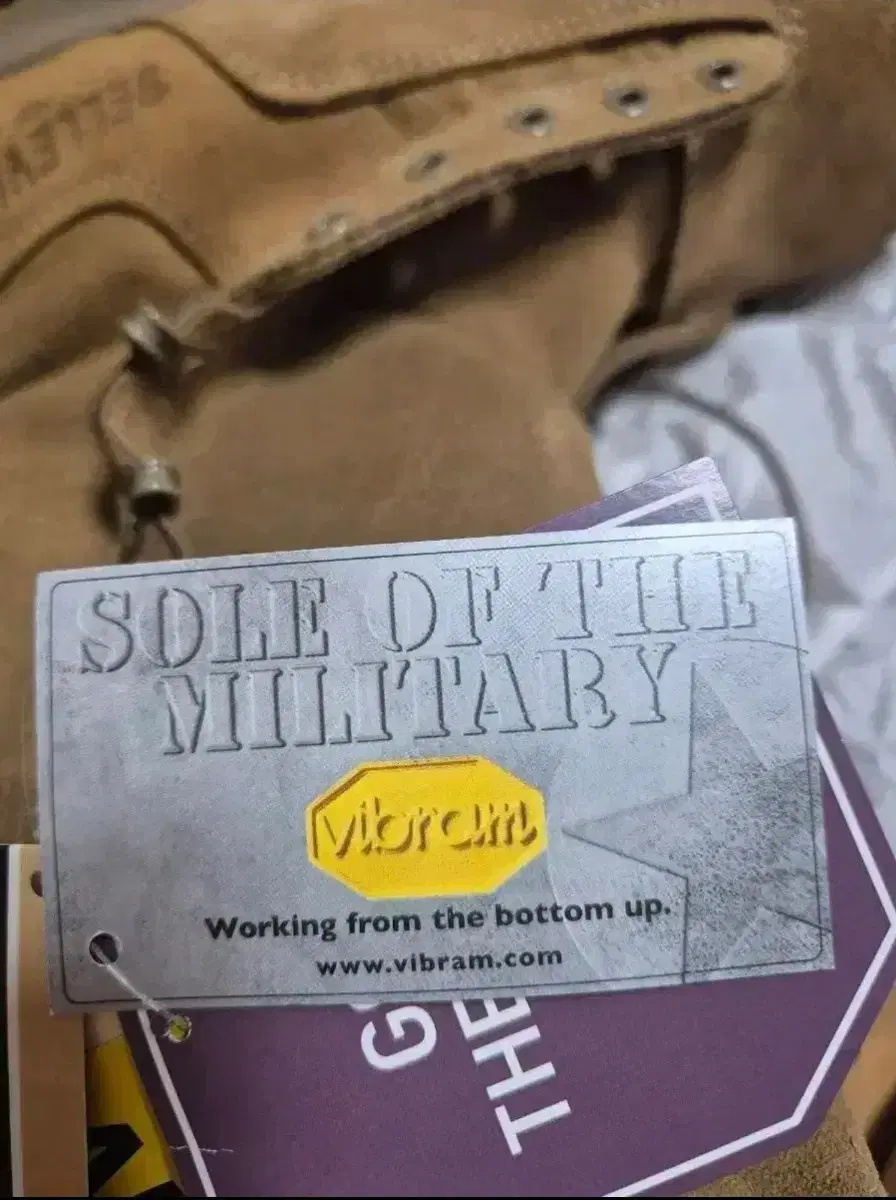 SOLE OF THE
MILITARY
vibram
Working from the bottom up.
www.vibram.com
THE